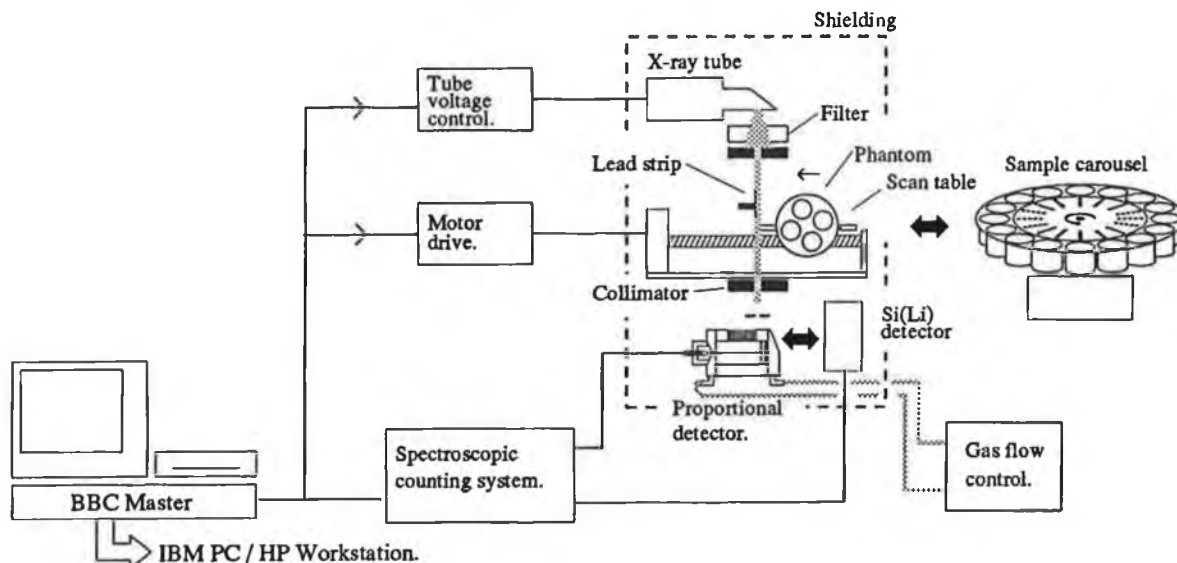 Shielding
X-ray tube
Tube
voltage
control.
Filter
Lead strip
Phantom
Scan table
Sample carousel
Motor
drive.
Collimator
Si(Li)
detector
Proportional
detector.
Spectroscopic
counting system.
Gas flow
control.
BBC Master
IBM PC / HP Workstation.